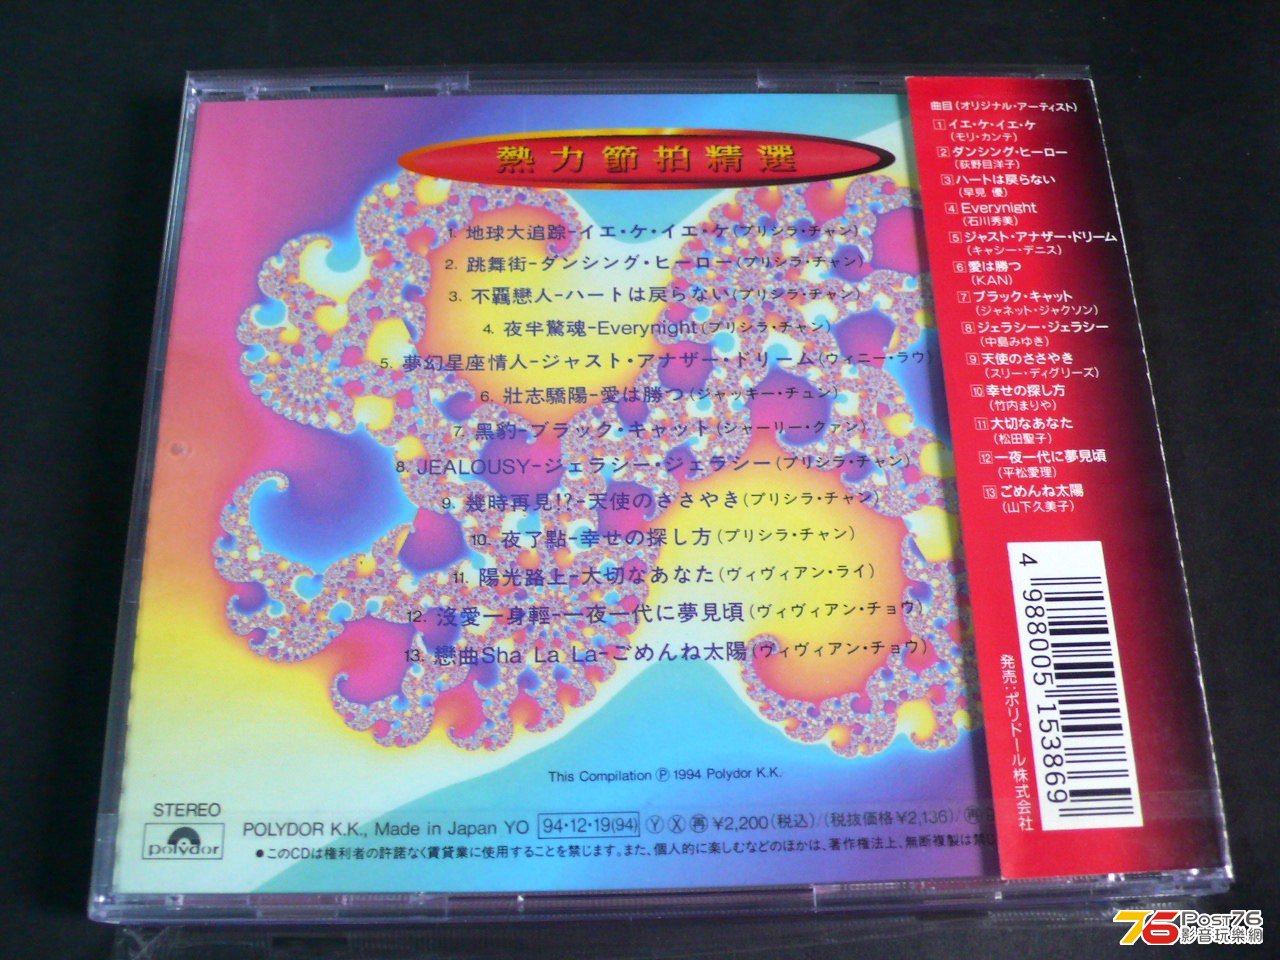 熱力節拍精選
1. 地球大追踪-イエ・ケ・イエ・ケ(プリシラ・チャン)
2. 跳舞街-ダンシング・ヒーロー(プリシラ・チャン)
3. 不羈戀人-ハートは戻らない(プリシラ・チャン)
4. 夜半驚魂-Everynight(プリシラ・チャン)
5. 夢幻星座情人-ジャスト・アナザー・ドリーム(ウィニー・ラウ)
6. 壯志驕陽-愛は勝つ(ジャッキー・チュン)
7. 黑豹-ブラック・キャット(シャーリー・クァン)
8. JEALOUSY-ジェラシー・ジェラシー(プリシラ・チャン)
9. 幾時再見!?-天使のささやき(プリシラ・チャン)
10. 夜了點-幸せの探し方(プリシラ・チャン)
11. 陽光路上-大切なあなた(ヴィヴィアン・ライ)
12. 沒愛一身輕-一夜一代に夢見頃(ヴィヴィアン・チョウ)
13. 戀曲Sha La La-ごめんね太陽(ヴィヴィアン・チョウ)
This Compilation Ⓟ 1994 Polydor K.K.
STEREO
polydor
POLYDOR K.K., Made in Japan YO 94・12・19(94) Ⓨ Ⓧ 再 ¥2,200(税込)/(税抜価格¥2,136)/再
●このCDは権利者の許諾なく賃貸業に使用することを禁じます。また、個人的に楽しむなどのほかは、著作権法上、無断複製は禁じ
曲目(オリジナル・アーティスト)
1 イエ・ケ・イエ・ケ
(モリ・カンテ)
2 ダンシング・ヒーロー
(荻野目洋子)
3 ハートは戻らない
(早見 優)
4 Everynight
(石川秀美)
5 ジャスト・アナザー・ドリーム
(キャシー・デニス)
6 愛は勝つ
(KAN)
7 ブラック・キャット
(ジャネット・ジャクソン)
8 ジェラシー・ジェラシー
(中島みゆき)
9 天使のささやき
(スリー・ディグリーズ)
10 幸せの探し方
(竹内まりや)
11 大切なあなた
(松田聖子)
12 一夜一代に夢見頃
(平松愛理)
13 ごめんね太陽
(山下久美子)
4 988005 153869
発売：ポリドール株式会社
76 Post76
影音玩樂網